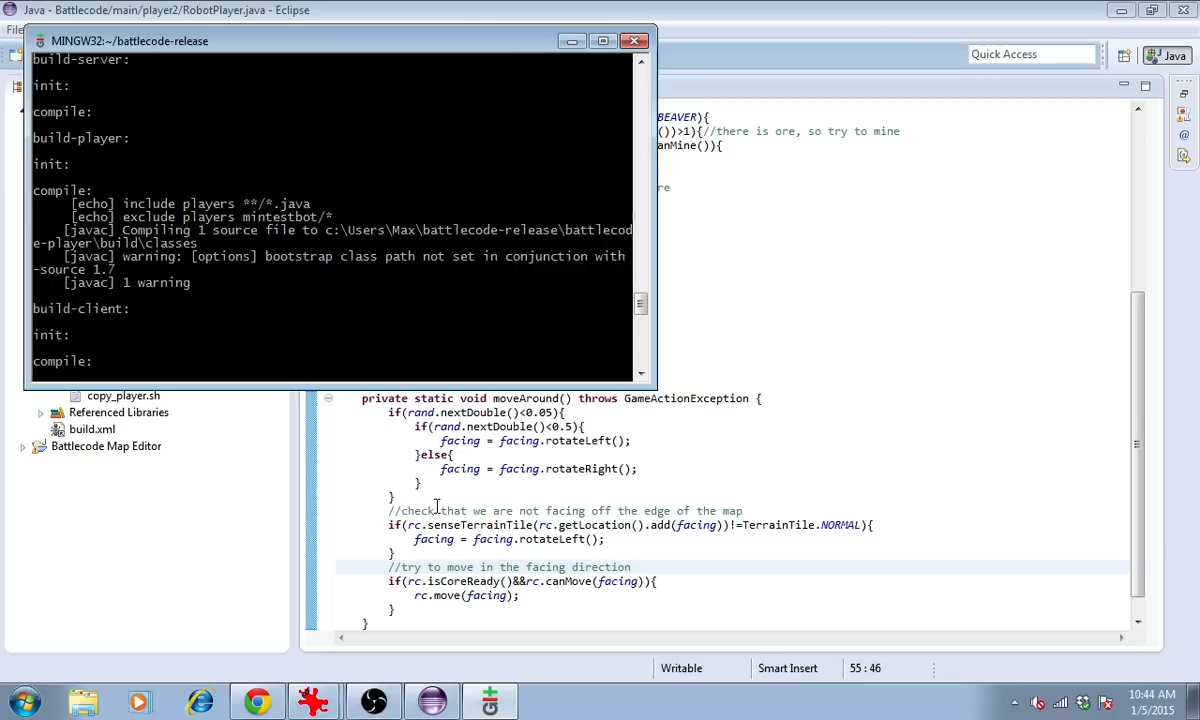 Java - Battlecode/main/player2/RobotPlayer.java - Eclipse
File
MINGW32:~/battlecode-release
Quick Access
Java
build-server:
init:
compile:
build-player:
init:
compile:
[echo] include players **/*.java
[echo] exclude players mintestbot/*
[javac] Compiling 1 source file to c:\Users\Max\battlecode-release\battlecod
e-player\build\classes
[javac] warning: [options] bootstrap class path not set in conjunction with
-source 1.7
[javac] 1 warning
build-client:
init:
compile:
BEAVER){
())>1){//there is ore, so try to mine
anMine()){
re
copy_player.sh
Referenced Libraries
build.xml
Battlecode Map Editor
private static void moveAround() throws GameActionException {
if(rand.nextDouble()<0.05){
if(rand.nextDouble()<0.5){
facing = facing.rotateLeft();
}else{
facing = facing.rotateRight();
}
}
//check that we are not facing off the edge of the map
if(rc.senseTerrainTile(rc.getLocation().add(facing))!=TerrainTile.NORMAL){
facing = facing.rotateLeft();
}
//try to move in the facing direction
if(rc.isCoreReady()&&rc.canMove(facing)){
rc.move(facing);
}
}
Writable
Smart Insert
55 : 46
git
10:44 AM
1/5/2015